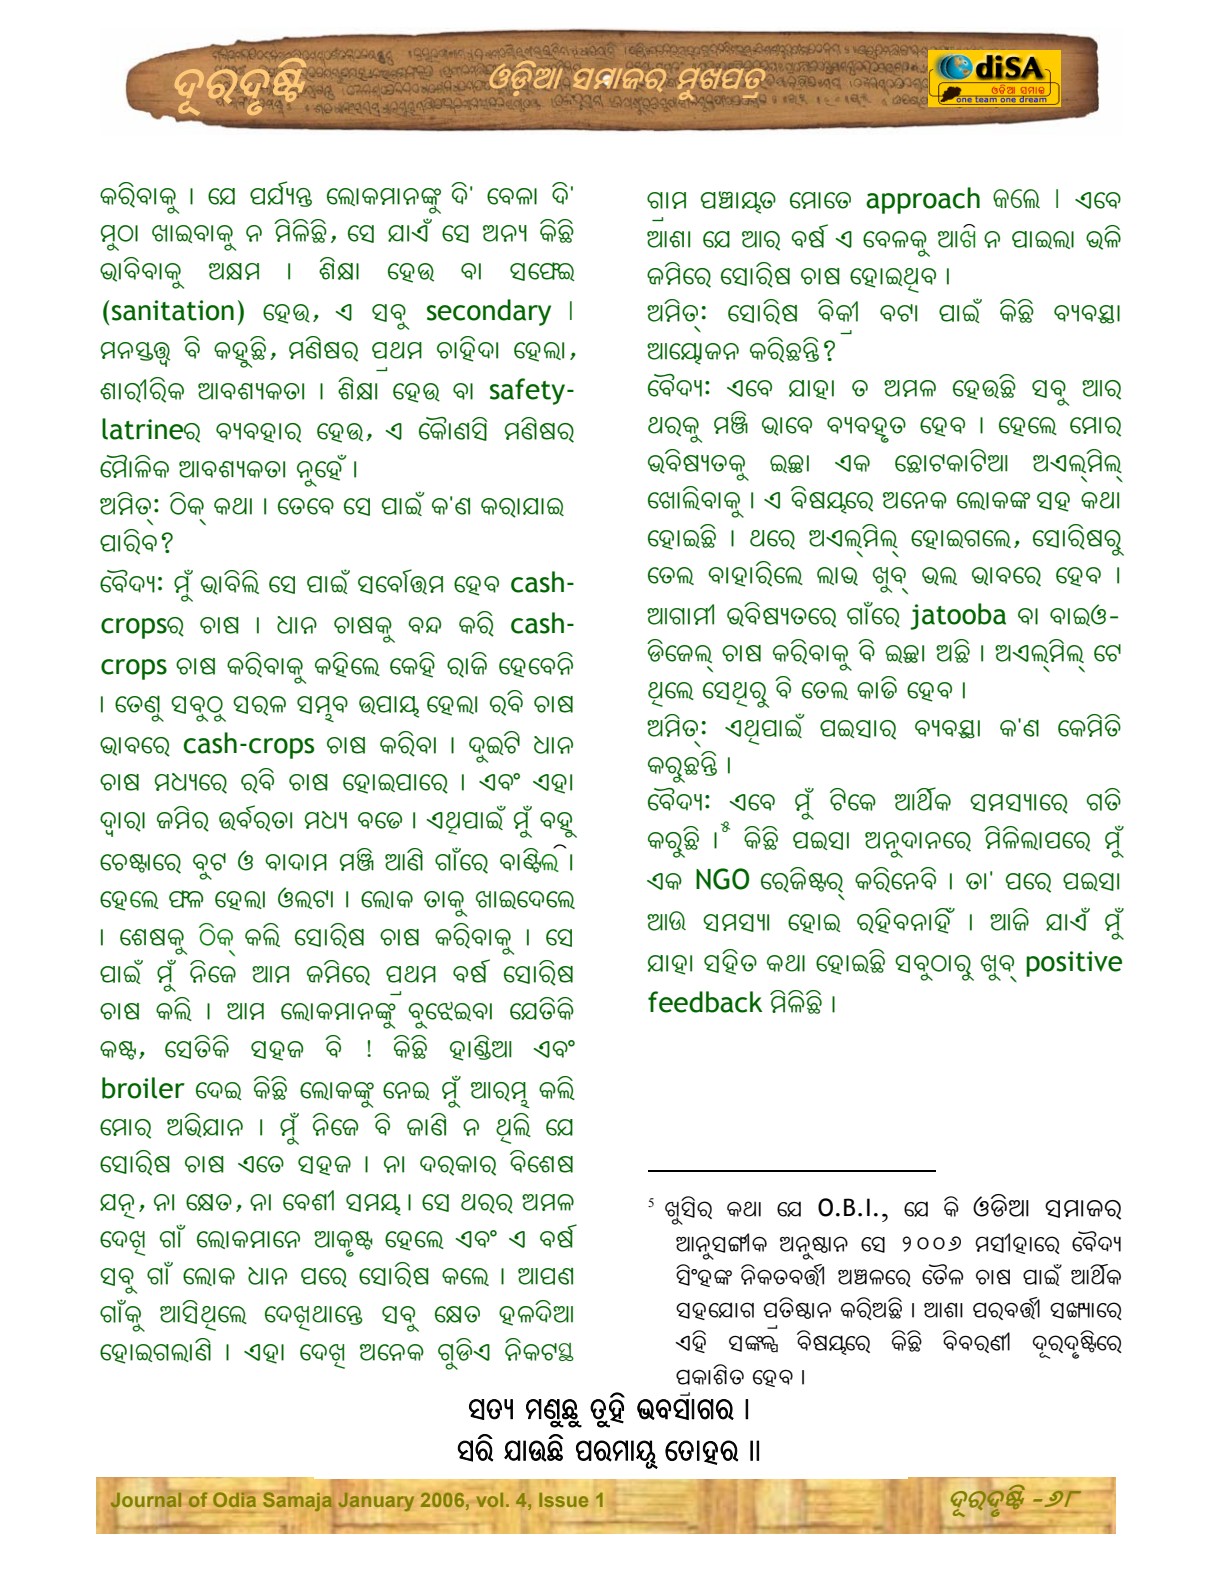 ଦୂରଦୃଷ୍ଟି
ଓଡ଼ିଆ ସମାଜର ମୁଖପତ୍ର
diSA
ଓଡିଆ ସମାଜ
one team one dream
କରିବାକୁ । ଯେ ପର୍ଯ୍ୟନ୍ତ ଲୋକମାନଙ୍କୁ ଦି' ବେଳା ଦି'
ମୁଠା ଖାଇବାକୁ ନ ମିଳିଛି, ସେ ଯାଏଁ ସେ ଅନ୍ୟ କିଛି
ଭାବିବାକୁ ଅକ୍ଷମ । ଶିକ୍ଷା ହେଉ ବା ସଫେଇ
(sanitation) ହେଉ, ଏ ସବୁ secondary ।
ମନସ୍ତତ୍ତ୍ୱ ବି କହୁଛି, ମଣିଷର ପ୍ରଥମ ଚାହିଦା ହେଲା,
ଶାରୀରିକ ଆବଶ୍ୟକତା । ଶିକ୍ଷା ହେଉ ବା safety-
latrineର ବ୍ୟବହାର ହେଉ, ଏ କୌଣସି ମଣିଷର
ମୌଳିକ ଆବଶ୍ୟକତା ନୁହେଁ ।
ଅମିତ୍: ଠିକ୍ କଥା । ତେବେ ସେ ପାଇଁ କ'ଣ କରାଯାଇ
ପାରିବ?
ବୈଦ୍ୟ: ମୁଁ ଭାବିଲି ସେ ପାଇଁ ସର୍ବୋତ୍ତମ ହେବ cash-
cropsର ଚାଷ । ଧାନ ଚାଷକୁ ବନ୍ଦ କରି cash-
crops ଚାଷ କରିବାକୁ କହିଲେ କେହି ରାଜି ହେବେନି
। ତେଣୁ ସବୁଠୁ ସରଳ ସମ୍ଭବ ଉପାୟ ହେଲା ରବି ଚାଷ
ଭାବରେ cash-crops ଚାଷ କରିବା । ଦୁଇଟି ଧାନ
ଚାଷ ମଧ୍ୟରେ ରବି ଚାଷ ହୋଇପାରେ । ଏବଂ ଏହା
ଦ୍ୱାରା ଜମିର ଉର୍ବରତା ମଧ୍ୟ ବଢେ । ଏଥିପାଇଁ ମୁଁ ବହୁ
ଚେଷ୍ଟାରେ ବୁଟ ଓ ବାଦାମ ମଞ୍ଜି ଆଣି ଗାଁରେ ବାଣ୍ଟିଲି ।
ହେଲେ ଫଳ ହେଲା ଓଲଟା । ଲୋକ ତାକୁ ଖାଇଦେଲେ
। ଶେଷକୁ ଠିକ୍ କଲି ସୋରିଷ ଚାଷ କରିବାକୁ । ସେ
ପାଇଁ ମୁଁ ନିଜେ ଆମ ଜମିରେ ପ୍ରଥମ ବର୍ଷ ସୋରିଷ
ଚାଷ କଲି । ଆମ ଲୋକମାନଙ୍କୁ ବୁଝେଇବା ଯେତିକି
କଷ୍ଟ, ସେତିକି ସହଜ ବି ! କିଛି ହାଣ୍ଡିଆ ଏବଂ
broiler ଦେଇ କିଛି ଲୋକଙ୍କୁ ନେଇ ମୁଁ ଆରମ୍ଭ କଲି
ମୋର ଅଭିଯାନ । ମୁଁ ନିଜେ ବି ଜାଣି ନ ଥିଲି ଯେ
ସୋରିଷ ଚାଷ ଏତେ ସହଜ । ନା ଦରକାର ବିଶେଷ
ଯତ୍ନ, ନା କ୍ଷେତ, ନା ବେଶୀ ସମୟ । ସେ ଥରର ଅମଳ
ଦେଖି ଗାଁ ଲୋକମାନେ ଆକୃଷ୍ଟ ହେଲେ ଏବଂ ଏ ବର୍ଷ
ସବୁ ଗାଁ ଲୋକ ଧାନ ପରେ ସୋରିଷ କଲେ । ଆପଣ
ଗାଁକୁ ଆସିଥିଲେ ଦେଖିଥାନ୍ତେ ସବୁ କ୍ଷେତ ହଳଦିଆ
ହୋଇଗଲାଣି । ଏହା ଦେଖି ଅନେକ ଗୁଡିଏ ନିକଟସ୍ଥ
ଗ୍ରାମ ପଞ୍ଚାୟତ ମୋତେ approach କଲେ । ଏବେ
ଆଶା ଯେ ଆର ବର୍ଷ ଏ ବେଳକୁ ଆଖି ନ ପାଇଲା ଭଳି
ଜମିରେ ସୋରିଷ ଚାଷ ହୋଇଥିବ ।
ଅମିତ୍: ସୋରିଷ ବିକ୍ରୀ ବଟା ପାଇଁ କିଛି ବ୍ୟବସ୍ଥା
ଆୟୋଜନ କରିଛନ୍ତି?
ବୈଦ୍ୟ: ଏବେ ଯାହା ତ ଅମଳ ହେଉଛି ସବୁ ଆର
ଥରକୁ ମଞ୍ଜି ଭାବେ ବ୍ୟବହୃତ ହେବ । ହେଲେ ମୋର
ଭବିଷ୍ୟତକୁ ଇଚ୍ଛା ଏକ ଛୋଟକାଟିଆ ଅଏଲ୍‌ମିଲ୍
ଖୋଲିବାକୁ । ଏ ବିଷୟରେ ଅନେକ ଲୋକଙ୍କ ସହ କଥା
ହୋଇଛି । ଥରେ ଅଏଲ୍‌ମିଲ୍ ହୋଇଗଲେ, ସୋରିଷରୁ
ତେଲ ବାହାରିଲେ ଲାଭ ଖୁବ୍ ଭଲ ଭାବରେ ହେବ ।
ଆଗାମୀ ଭବିଷ୍ୟତରେ ଗାଁରେ jatooba ବା ବାଇଓ-
ଡିଜେଲ୍ ଚାଷ କରିବାକୁ ବି ଇଚ୍ଛା ଅଛି । ଅଏଲ୍‌ମିଲ୍ ଟେ
ଥିଲେ ସେଥିରୁ ବି ତେଲ କାଢି ହେବ ।
ଅମିତ୍: ଏଥିପାଇଁ ପଇସାର ବ୍ୟବସ୍ଥା କ'ଣ କେମିତି
କରୁଛନ୍ତି ।
ବୈଦ୍ୟ: ଏବେ ମୁଁ ଟିକେ ଆର୍ଥିକ ସମସ୍ୟାରେ ଗତି
କରୁଛି ।୫ କିଛି ପଇସା ଅନୁଦାନରେ ମିଳିଲାପରେ ମୁଁ
ଏକ NGO ରେଜିଷ୍ଟର୍ କରିନେବି । ତା' ପରେ ପଇସା
ଆଉ ସମସ୍ୟା ହୋଇ ରହିବନାହିଁ । ଆଜି ଯାଏଁ ମୁଁ
ଯାହା ସହିତ କଥା ହୋଇଛି ସବୁଠାରୁ ଖୁବ୍ positive
feedback ମିଳିଛି ।
5 ଖୁସିର କଥା ଯେ O.B.I., ଯେ କି ଓଡିଆ ସମାଜର
ଆନୁସଙ୍ଗୀକ ଅନୁଷ୍ଠାନ ସେ ୨୦୦୬ ମସୀହାରେ ବୈଦ୍ୟ
ସିଂହଙ୍କ ନିକଟବର୍ତ୍ତୀ ଅଞ୍ଚଳରେ ତୈଳ ଚାଷ ପାଇଁ ଆର୍ଥିକ
ସହଯୋଗ ପ୍ରତିଷ୍ଠାନ କରିଅଛି । ଆଶା ପରବର୍ତ୍ତୀ ସଂଖ୍ୟାରେ
ଏହି ସଙ୍କଳ୍ପ ବିଷୟରେ କିଛି ବିବରଣୀ ଦୂରଦୃଷ୍ଟିରେ
ପ୍ରକାଶିତ ହେବ ।
ସତ୍ୟ ମଣୁଛୁ ତୁହି ଭବସାଗର ।
ସରି ଯାଉଛି ପରମାୟୂ ତୋହର ॥
Journal of Odia Samaja January 2006, vol. 4, Issue 1
ଦୂରଦୃଷ୍ଟି -୬୮